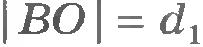 | BO | = d₁